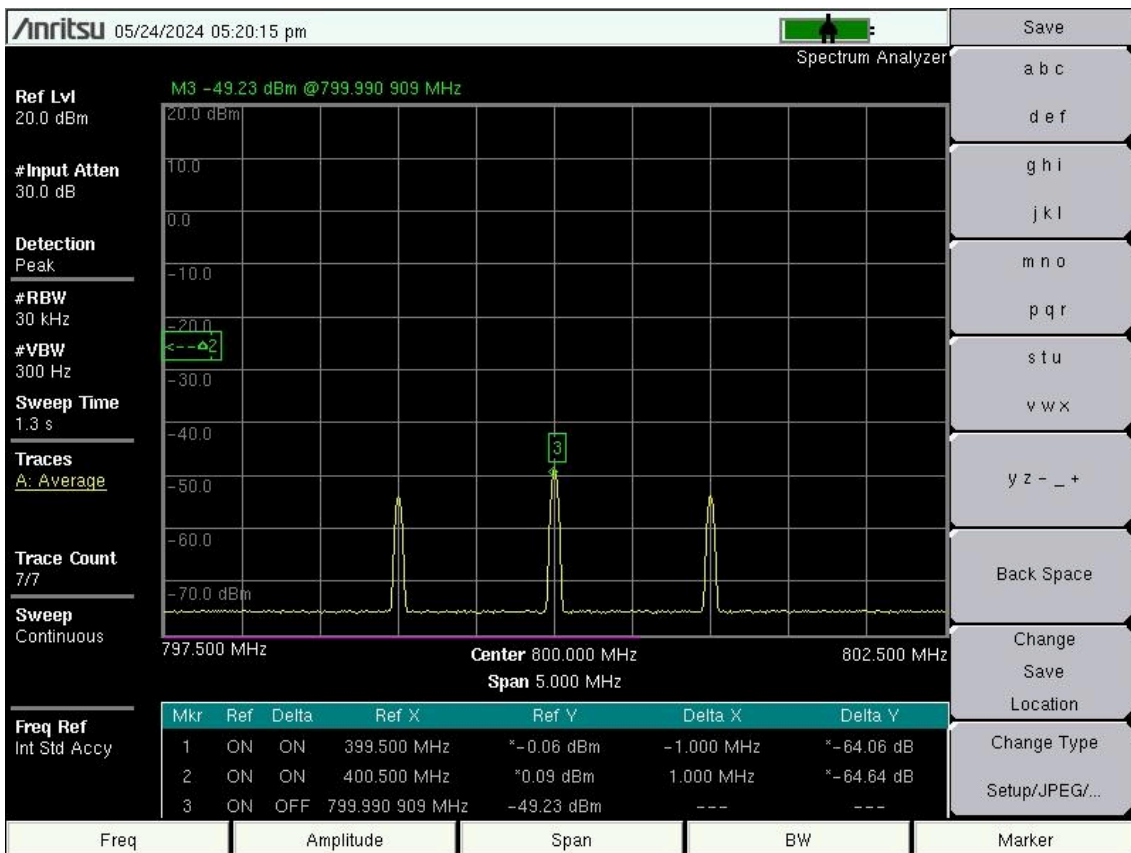 Anritsu 05/24/2024 05:20:15 pm
Spectrum Analyzer
M3 -49.23 dBm @799.990 909 MHz
Ref Lvl
20.0 dBm
#Input Atten
30.0 dB
Detection
Peak
#RBW
30 kHz
#VBW
300 Hz
Sweep Time
1.3 s
Traces
A: Average
Trace Count
7/7
Sweep
Continuous
Freq Ref
Int Std Accy
20.0 dBm
10.0
0.0
-10.0
-20.0
<--△2
-30.0
-40.0
3
-50.0
-60.0
-70.0 dBm
797.500 MHz
Center 800.000 MHz
802.500 MHz
Span 5.000 MHz
Mkr Ref Delta Ref X Ref Y Delta X Delta Y
1 ON ON 399.500 MHz *-0.06 dBm -1.000 MHz *-64.06 dB
2 ON ON 400.500 MHz *0.09 dBm 1.000 MHz *-64.64 dB
3 ON OFF 799.990 909 MHz -49.23 dBm --- ---
Save
a b c
d e f
g h i
j k l
m n o
p q r
s t u
v w x
y z - _ +
Back Space
Change
Save
Location
Change Type
Setup/JPEG/...
Freq Amplitude Span BW Marker